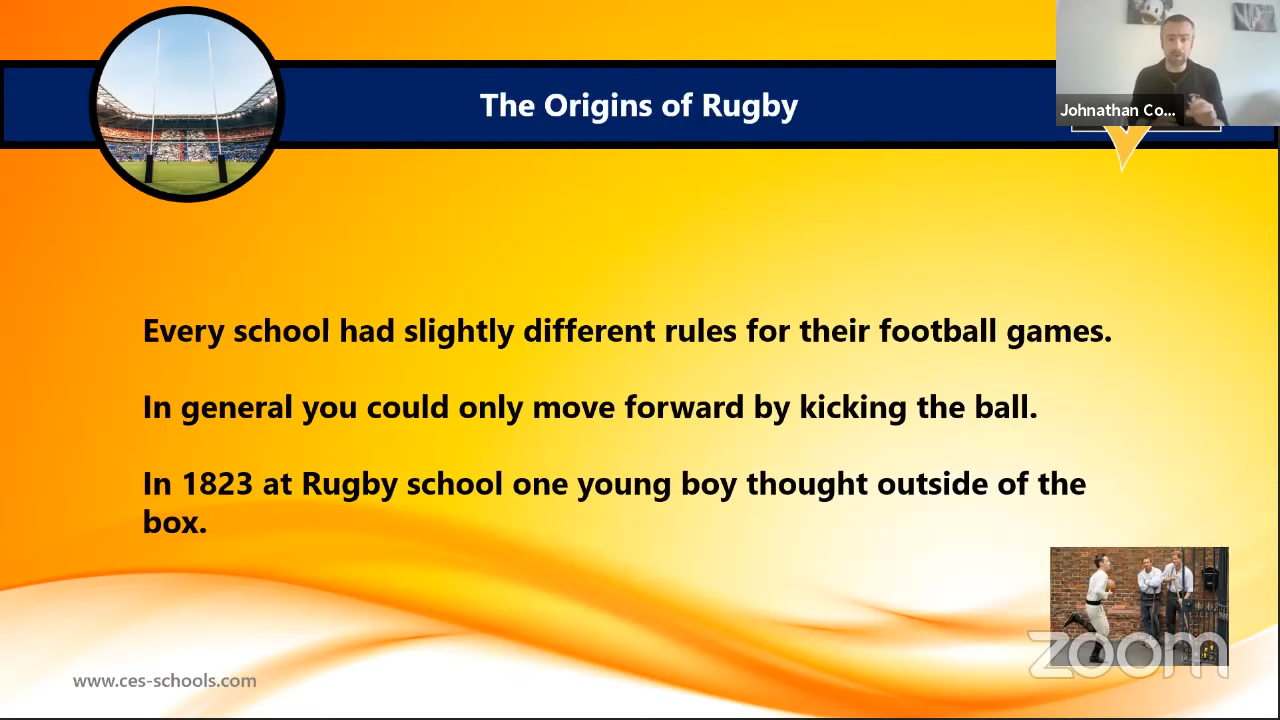 The Origins of Rugby
Johnathan Co...
Every school had slightly different rules for their football games.
In general you could only move forward by kicking the ball.
In 1823 at Rugby school one young boy thought outside of the
box.
zoom
www.ces-schools.com